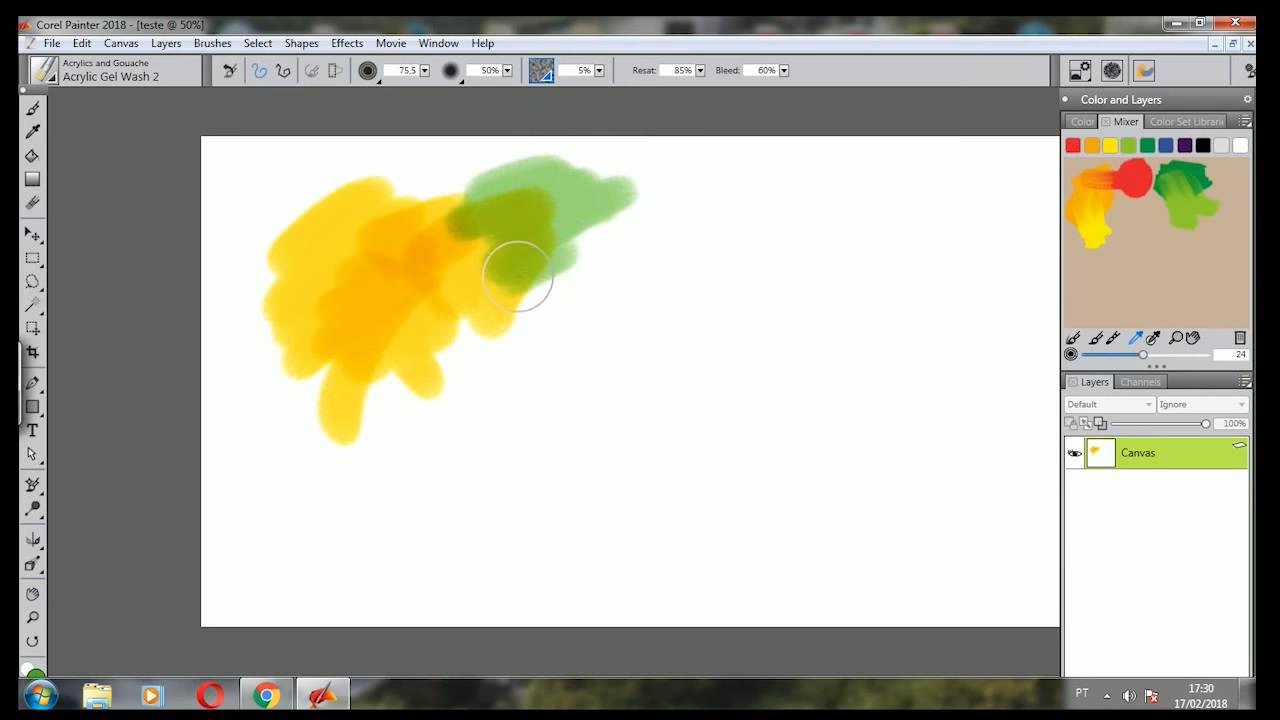 Corel Painter 2018 - [teste @ 50%]
File Edit Canvas Layers Brushes Select Shapes Effects Movie Window Help
Acrylics and Gouache
Acrylic Gel Wash 2
75,5 50% 5% Resat: 85% Bleed: 60%
Color and Layers
Color Mixer Color Set Librari
24
Layers Channels
Default Ignore
100%
Canvas
T
PT 17:30
17/02/2018